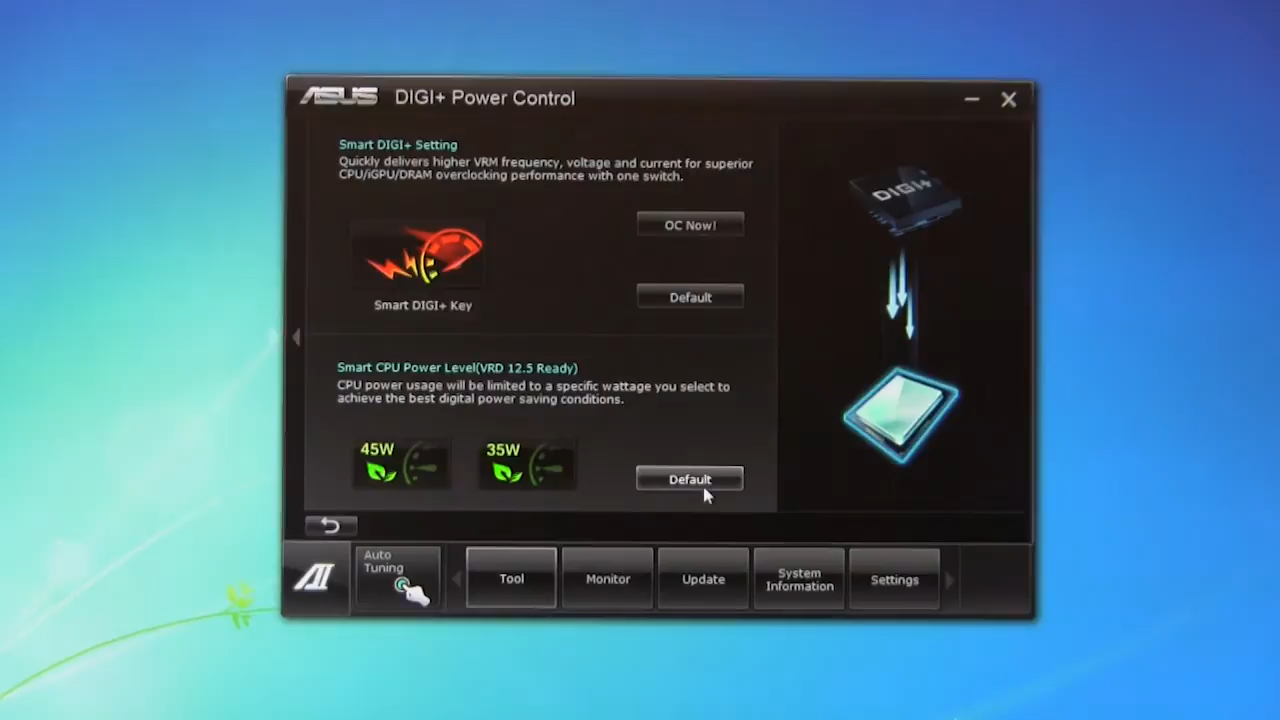 ASUS DIGI+ Power Control
Smart DIGI+ Setting
Quickly delivers higher VRM frequency, voltage and current for superior
CPU/iGPU/DRAM overclocking performance with one switch.
DIGI+
OC Now!
Smart DIGI+ Key
Default
Smart CPU Power Level(VRD 12.5 Ready)
CPU power usage will be limited to a specific wattage you select to
achieve the best digital power saving conditions.
45W
35W
Default
AI
Auto
Tuning
Tool
Monitor
Update
System
Information
Settings